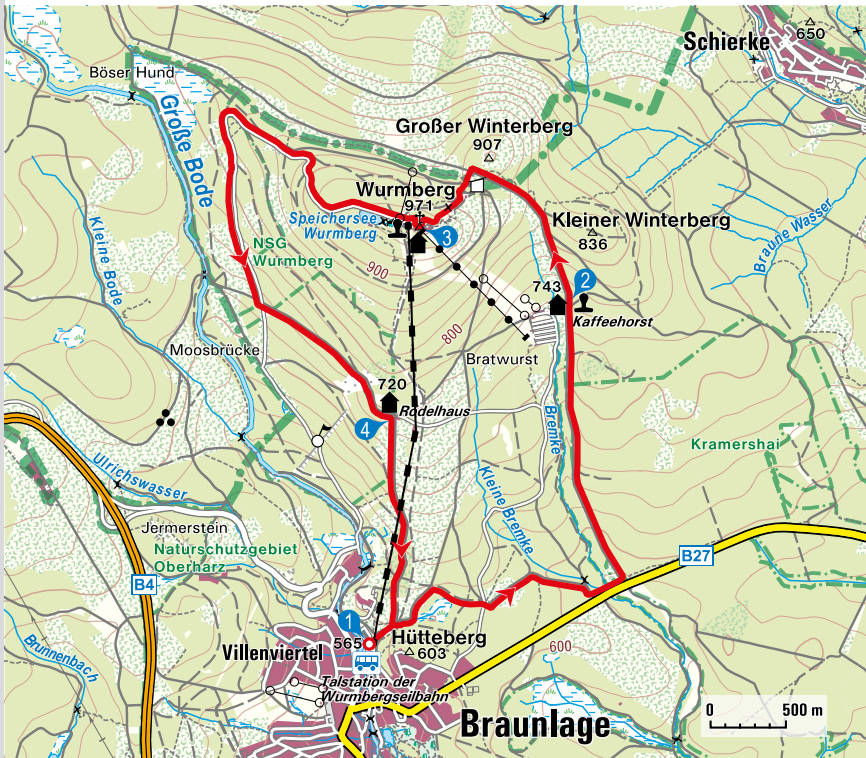 Schierke
650
Böser Hund
Große Bode
Großer Winterberg
907
Wurmberg
971
Speichersee
Wurmberg
3
Kleiner Winterberg
836
Braune Wasser
Kleine Bode
NSG
Wurmberg
900
743
2
Kaffeehorst
800
Moosbrücke
Bratwurst
720
Rodelhaus
4
Bremke
Kramershai
Ulrichswasser
Kleine Bremke
Jermerstein
Naturschutzgebiet
Oberharz
B4
B27
1
565
Hütteberg
603
600
Villenviertel
Brunnenbach
Talstation der
Wurmbergseilbahn
Braunlage
0
500 m